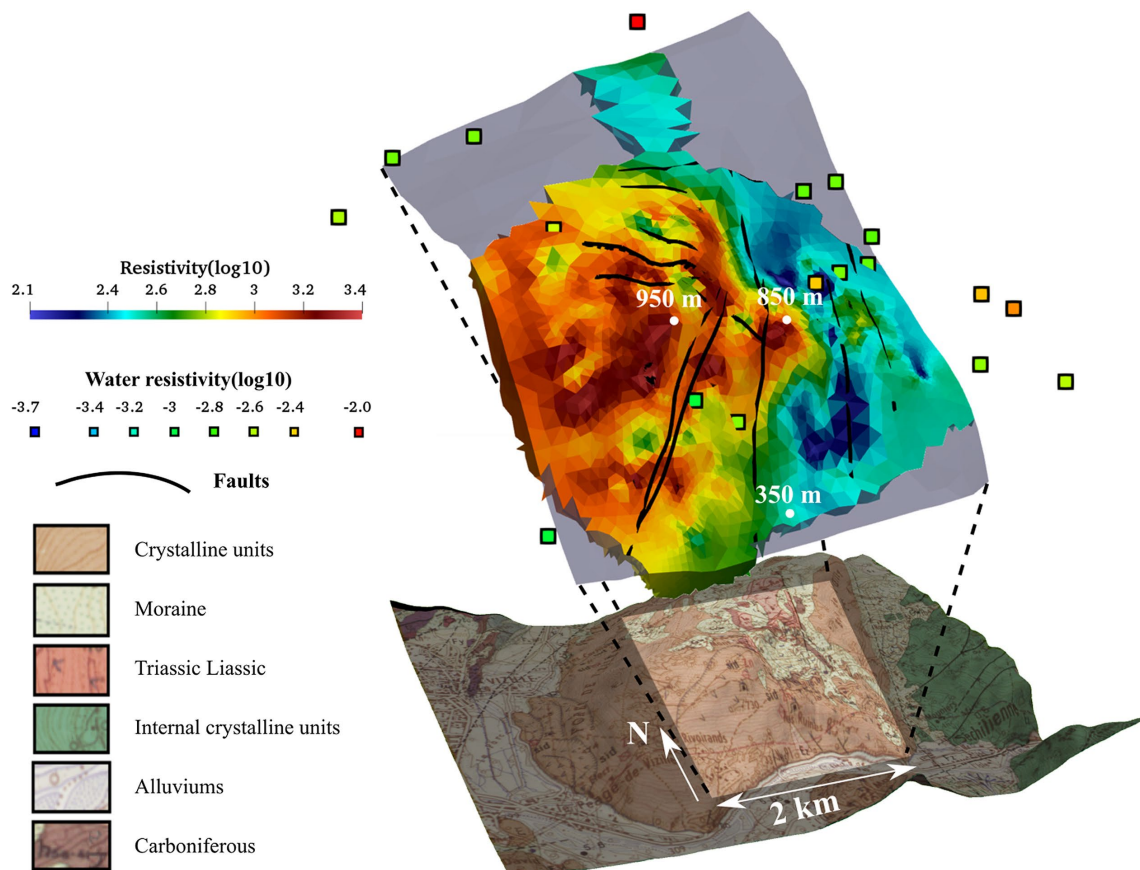 950 m
850 m
350 m
Resistivity(log10)
2.1 2.4 2.6 2.8 3 3.4
Water resistivity(log10)
-3.7 -3.4 -3.2 -3 -2.8 -2.6 -2.4 -2.0
Faults
Crystalline units
Moraine
Triassic Liassic
Internal crystalline units
Alluviums
Carboniferous
N
2 km